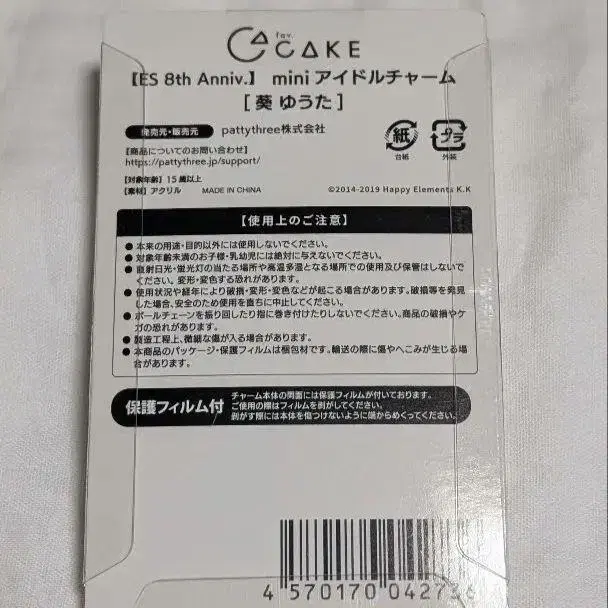 fav.
CAKE
【ES 8th Anniv.】 mini アイドルチャーム
[ 葵 ゆうた ]
発売元・販売元 pattythree株式会社
【商品についてのお問い合わせ】
https://pattythree.jp/support/
【対象年齢】15歳以上
【素材】アクリル MADE IN CHINA
紙
台紙
プラ
外装
©2014-2019 Happy Elements K.K
【使用上のご注意】
● 本来の用途・目的以外には使用しないでください。
● 対象年齢未満のお子様・乳幼児には絶対に与えないでください。
● 直射日光・蛍光灯の当たる場所や高温多湿となる場所での使用及び保管はしないで
ください。変形・変色する恐れがあります。
● 使用状況や経年により破損・変形・変色などが起こる場合があります。破損等を発見
した場合、安全のため使用を直ちに中止してください。
● ボールチェーンを振り回したり指に巻き付けたりしないでください。商品の破損やケ
ガの恐れがあります。
● 製造工程上、微細な傷が入る場合があります。
● 本商品のパッケージ・保護フィルムは梱包材です。輸送の際に傷やへこみが生じる場
合があります。
保護フィルム付
チャーム本体の両面には保護フィルムが付いております。
ご使用の際はフィルムを剥がしてください。
剥がす際には本体を傷つけないように端からめくってください。
4 570170 04273